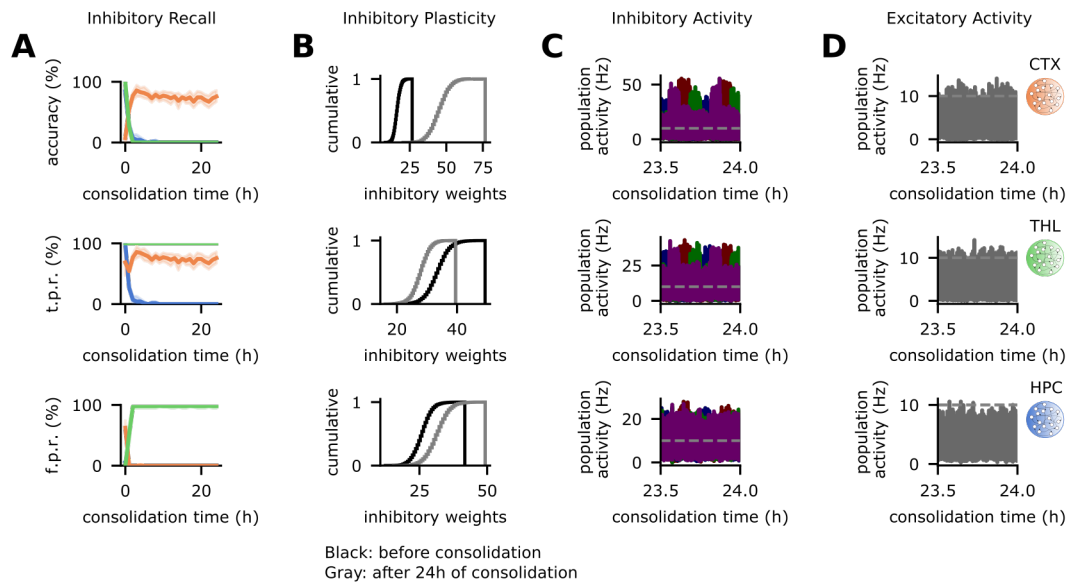 Inhibitory Recall
Inhibitory Plasticity
Inhibitory Activity
Excitatory Activity
A
B
C
D
accuracy (%)
100
0
0
20
consolidation time (h)
cumulative
1
0
25
50
75
inhibitory weights
population
activity (Hz)
50
0
23.5
24.0
consolidation time (h)
population
activity (Hz)
10
0
23.5
24.0
consolidation time (h)
CTX
t.p.r. (%)
100
0
0
20
consolidation time (h)
cumulative
1
0
20
40
inhibitory weights
population
activity (Hz)
25
0
23.5
24.0
consolidation time (h)
population
activity (Hz)
10
0
23.5
24.0
consolidation time (h)
THL
f.p.r. (%)
100
0
0
20
consolidation time (h)
cumulative
1
0
25
50
inhibitory weights
population
activity (Hz)
20
0
23.5
24.0
consolidation time (h)
population
activity (Hz)
10
0
23.5
24.0
consolidation time (h)
HPC
Black: before consolidation
Gray: after 24h of consolidation